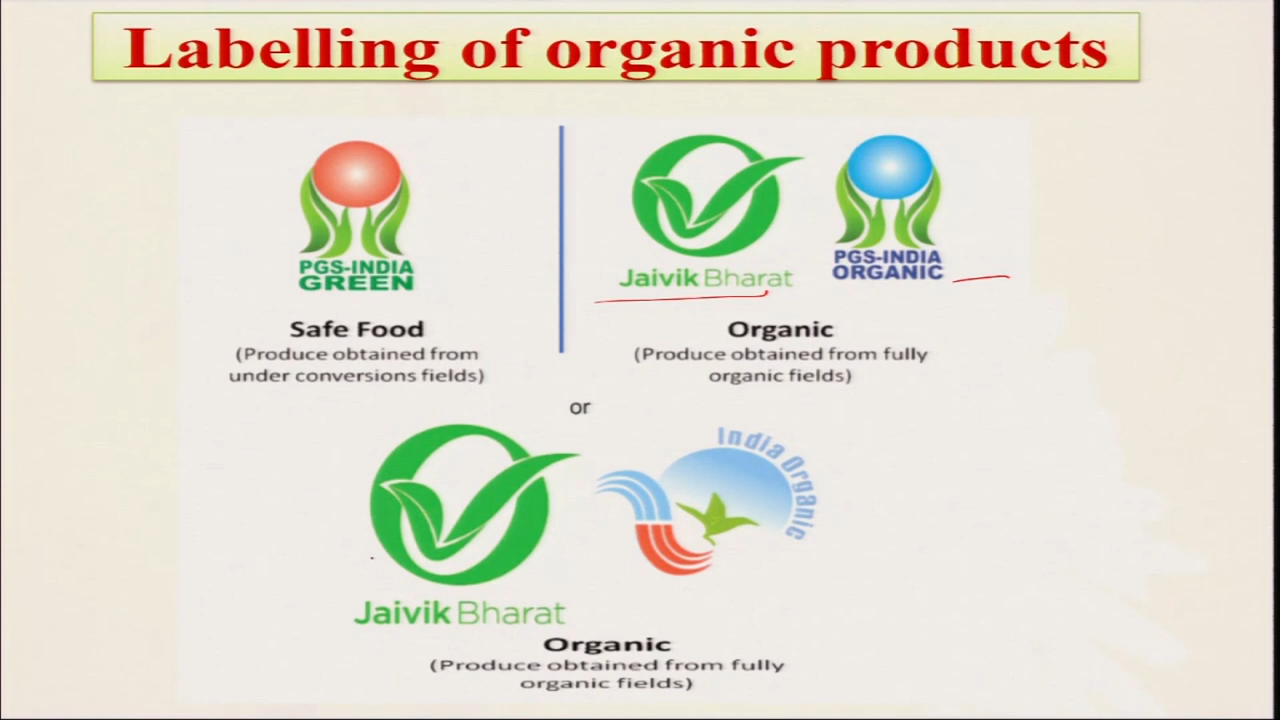 Labelling of organic products
PGS-INDIA
GREEN
Safe Food
(Produce obtained from
under conversions fields)
Jaivik Bharat
PGS-INDIA
ORGANIC
Organic
(Produce obtained from fully
organic fields)
or
Jaivik Bharat
India Organic
Organic
(Produce obtained from fully
organic fields)